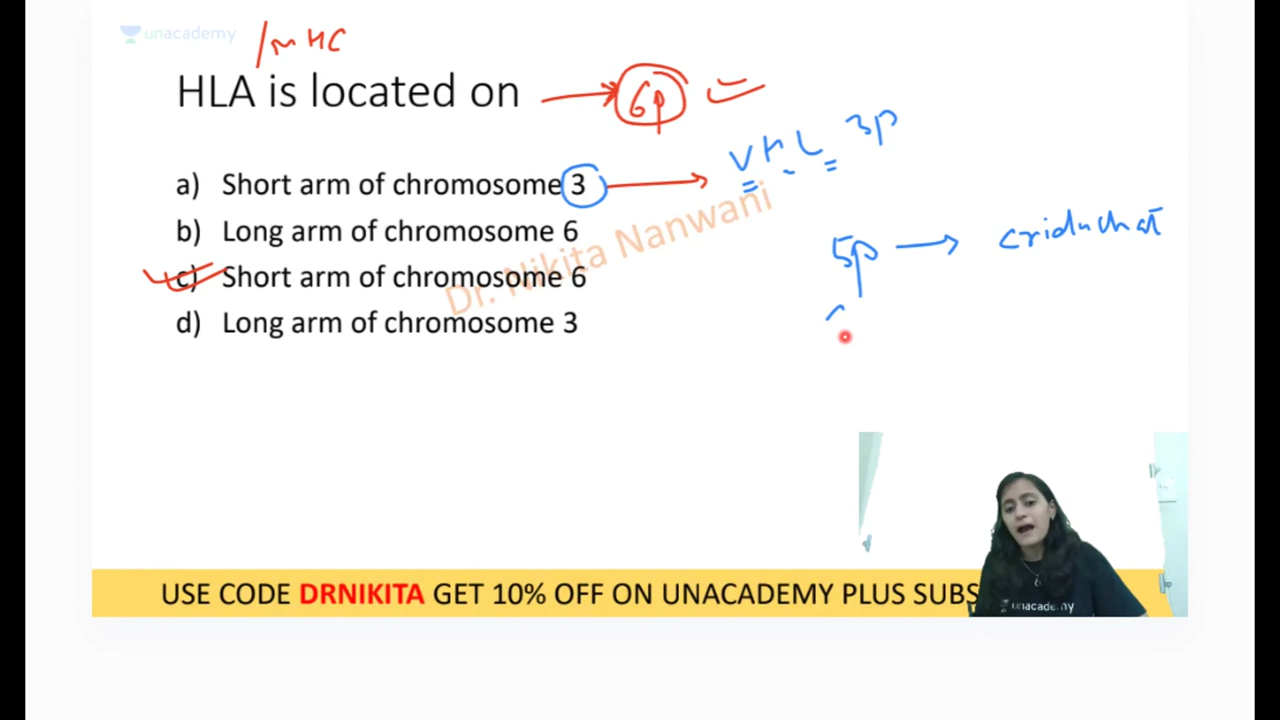 unacademy
/MHC
HLA is located on → 6p
VHL 3p
a) Short arm of chromosome 3
b) Long arm of chromosome 6
5p → criduchat
c) Short arm of chromosome 6
d) Long arm of chromosome 3
Dr. Nikita Nanwani
USE CODE DRNIKITA GET 10% OFF ON UNACADEMY PLUS SUBS
unacademy